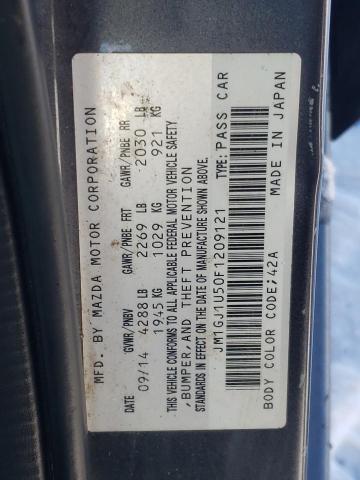 MFD. BY MAZDA MOTOR CORPORATION
DATE GVWR/PNBV GAWR/PNBE FRT GAWR/PNBE RR
09/14 4288 LB 2269 LB 2030 LB
1945 KG 1029 KG 921 KG
THIS VEHICLE CONFORMS TO ALL APPLICABLE FEDERAL MOTOR VEHICLE SAFETY
,BUMPER,AND THEFT PREVENTION
STANDARDS IN EFFECT ON THE DATE OF MANUFACTURE SHOWN ABOVE.
JM1GJ1U50F1209121 TYPE: PASS CAR
BODY COLOR CODE;42A MADE IN JAPAN